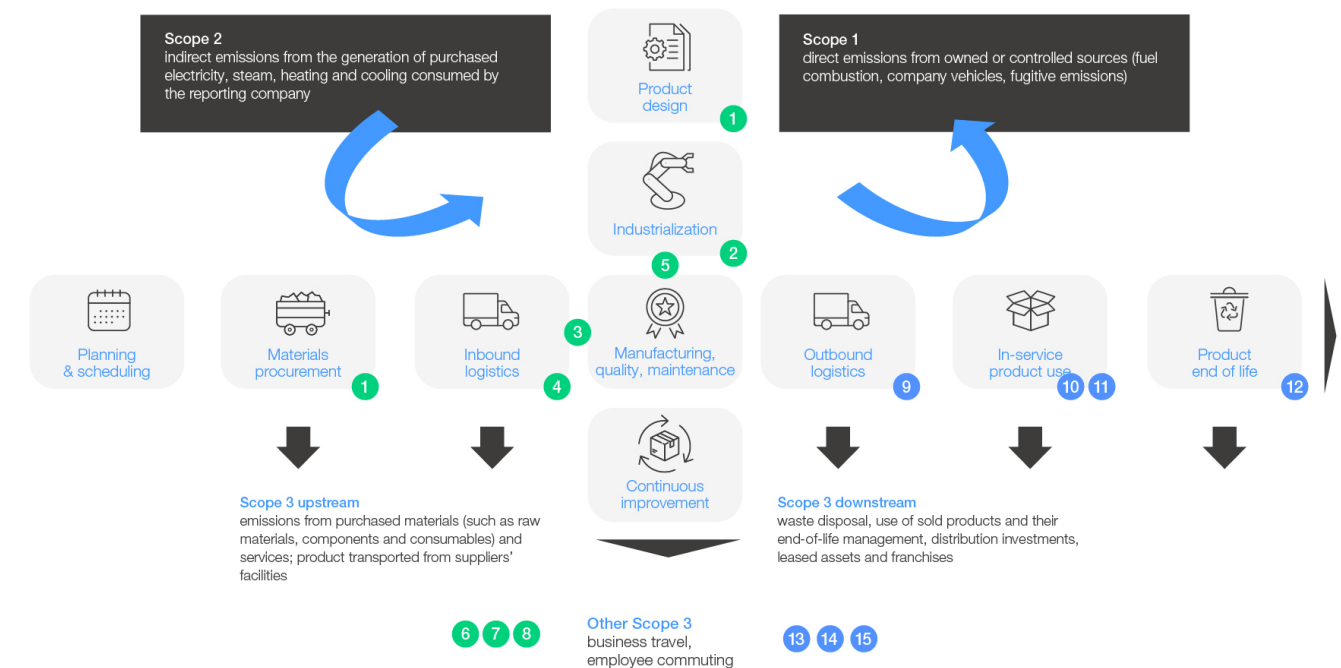 Scope 2
indirect emissions from the generation of purchased
electricity, steam, heating and cooling consumed by
the reporting company
Product
design
1
Scope 1
direct emissions from owned or controlled sources (fuel
combustion, company vehicles, fugitive emissions)
Industrialization
2
5
Planning
& scheduling
Materials
procurement
1
Inbound
logistics
4
3
Manufacturing,
quality, maintenance
Outbound
logistics
9
In-service
product use
10 11
Product
end of life
12
Continuous
improvement
Scope 3 upstream
emissions from purchased materials (such as raw
materials, components and consumables) and
services; product transported from suppliers’
facilities
Scope 3 downstream
waste disposal, use of sold products and their
end-of-life management, distribution investments,
leased assets and franchises
6 7 8
Other Scope 3
business travel,
employee commuting
13 14 15